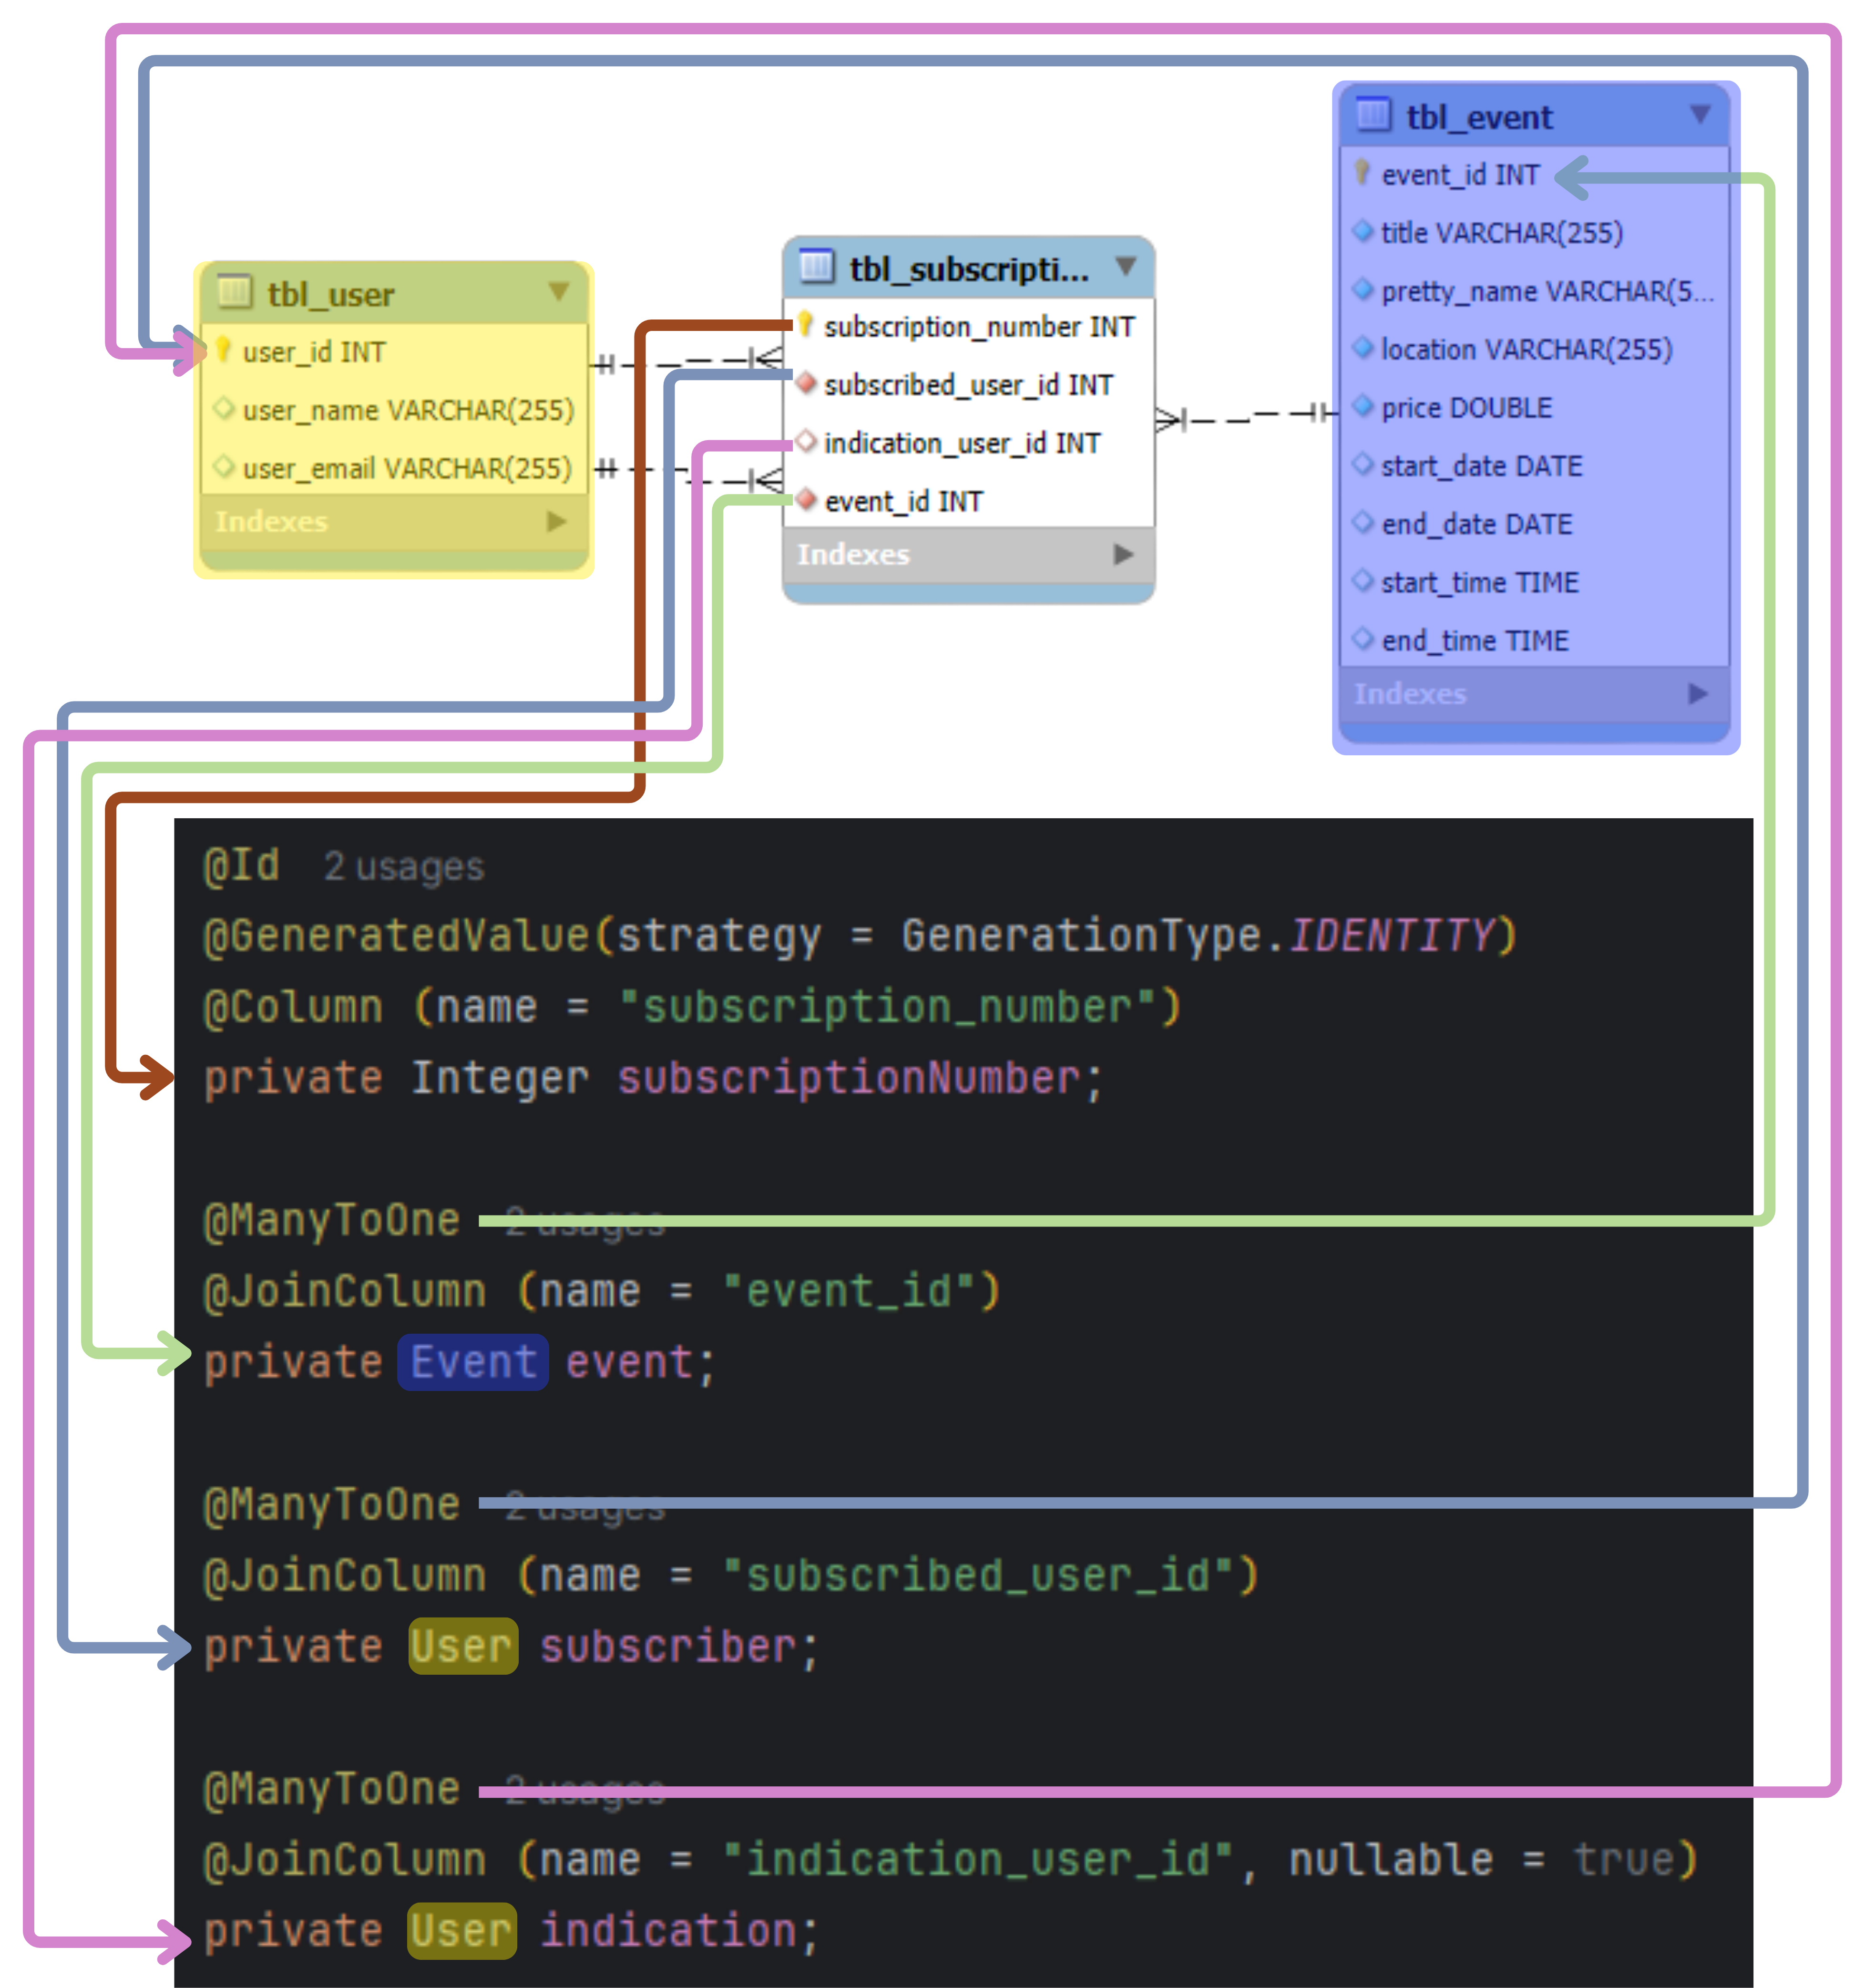 tbl_user
user_id INT
user_name VARCHAR(255)
user_email VARCHAR(255)
Indexes
tbl_subscripti...
subscription_number INT
subscribed_user_id INT
indication_user_id INT
event_id INT
Indexes
tbl_event
event_id INT
title VARCHAR(255)
pretty_name VARCHAR(5...
location VARCHAR(255)
price DOUBLE
start_date DATE
end_date DATE
start_time TIME
end_time TIME
Indexes
@Id 2 usages
@GeneratedValue(strategy = GenerationType.IDENTITY)
@Column (name = "subscription_number")
private Integer subscriptionNumber;
@ManyToOne 2 usages
@JoinColumn (name = "event_id")
private Event event;
@ManyToOne 2 usages
@JoinColumn (name = "subscribed_user_id")
private User subscriber;
@ManyToOne 2 usages
@JoinColumn (name = "indication_user_id", nullable = true)
private User indication;